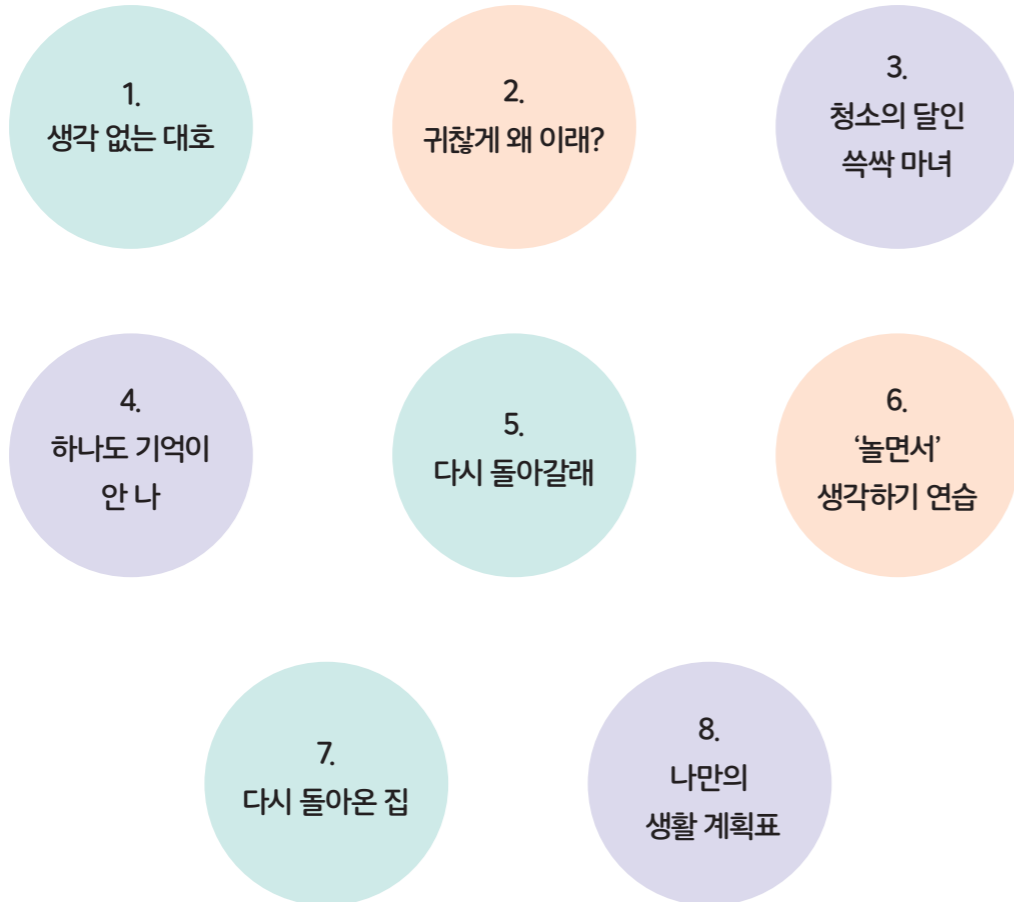 1.
생각 없는 대호
2.
귀찮게 왜 이래?
3.
청소의 달인
쓱싹 마녀
4.
하나도 기억이
안 나
5.
다시 돌아갈래
6.
‘놀면서’
생각하기 연습
7.
다시 돌아온 집
8.
나만의
생활 계획표